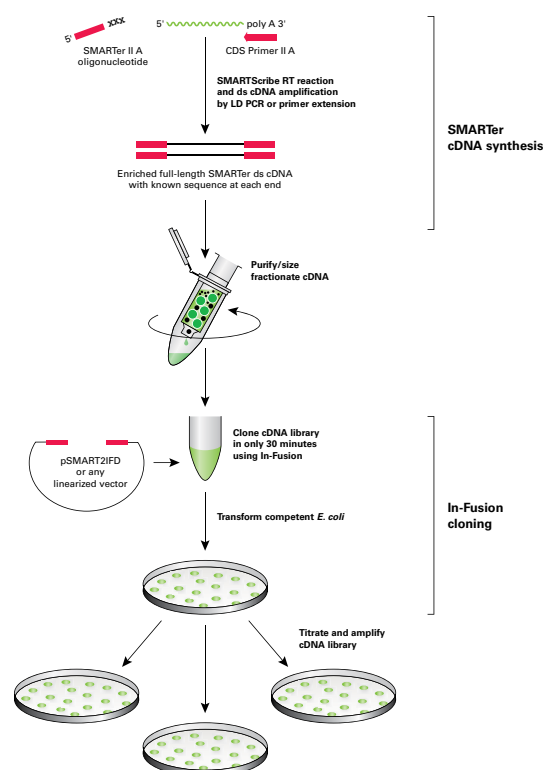 5'
xxx
SMARTer II A
oligonucleotide
5'
poly A 3'
CDS Primer II A
SMARTScribe RT reaction
and ds cDNA amplification
by LD PCR or primer extension
SMARTer
cDNA synthesis
Enriched full-length SMARTer ds cDNA
with known sequence at each end
Purify/size
fractionate cDNA
Clone cDNA library
in only 30 minutes
using In-Fusion
pSMART2IFD
or any
linearized vector
Transform competent E. coli
In-Fusion
cloning
Titrate and amplify
cDNA library